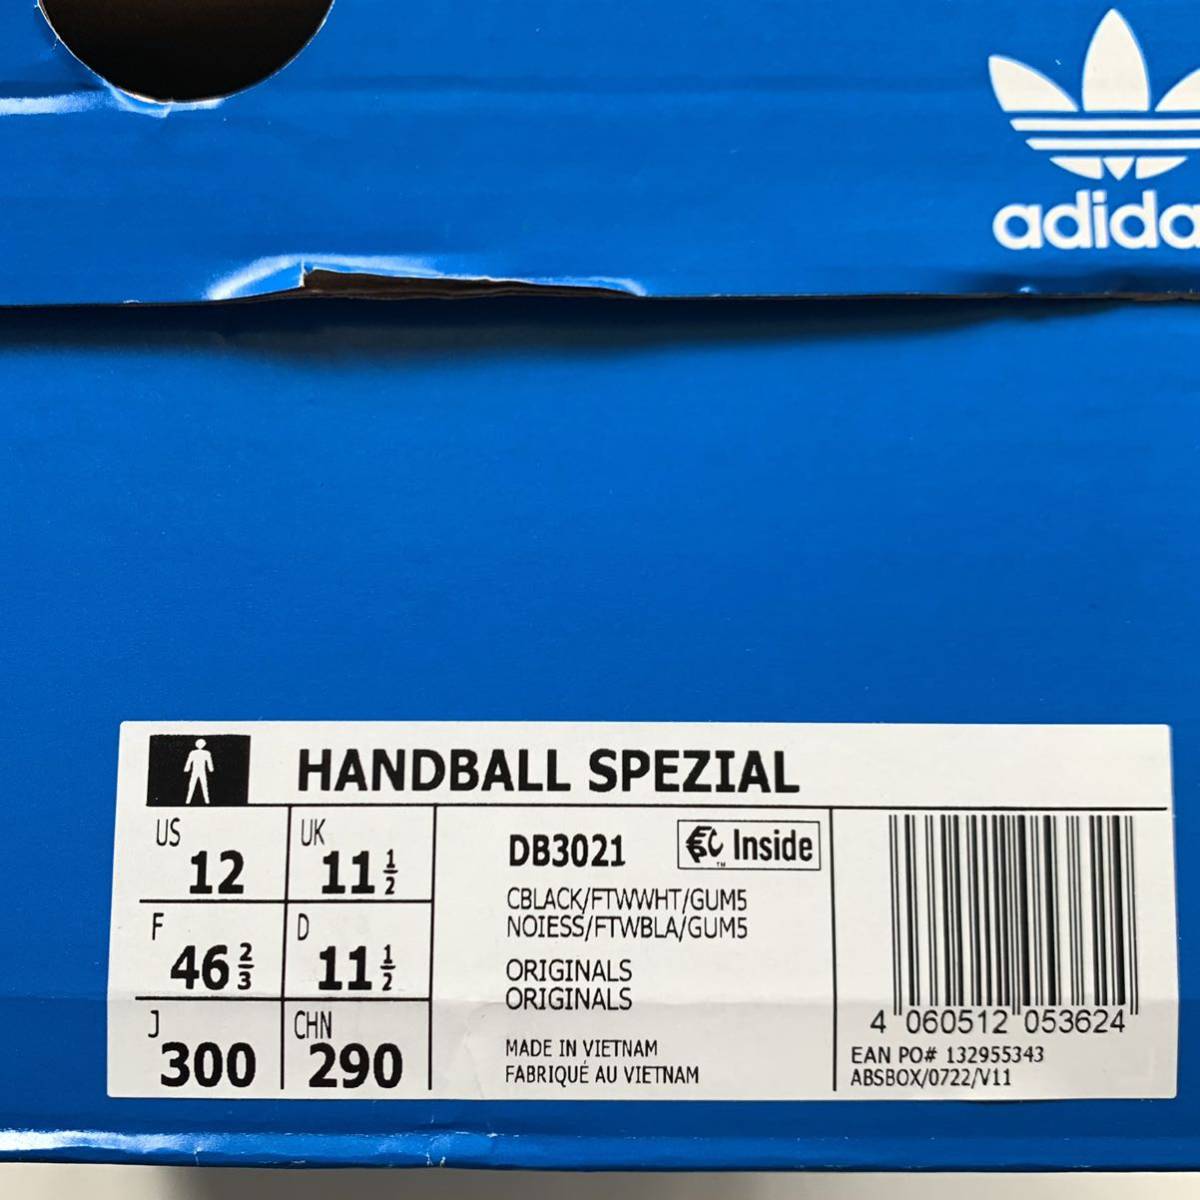 adidas
HANDBALL SPEZIAL
US 12
UK 11 1/2
F 46 2/3
D 11 1/2
J 300
CHN 290
DB3021
Inside
TM
CBLACK/FTWWHT/GUM5
NOIESS/FTWBLA/GUM5
ORIGINALS
ORIGINALS
MADE IN VIETNAM
FABRIQUÉ AU VIETNAM
4 060512 053624
EAN PO# 132955343
ABSBOX/0722/V11